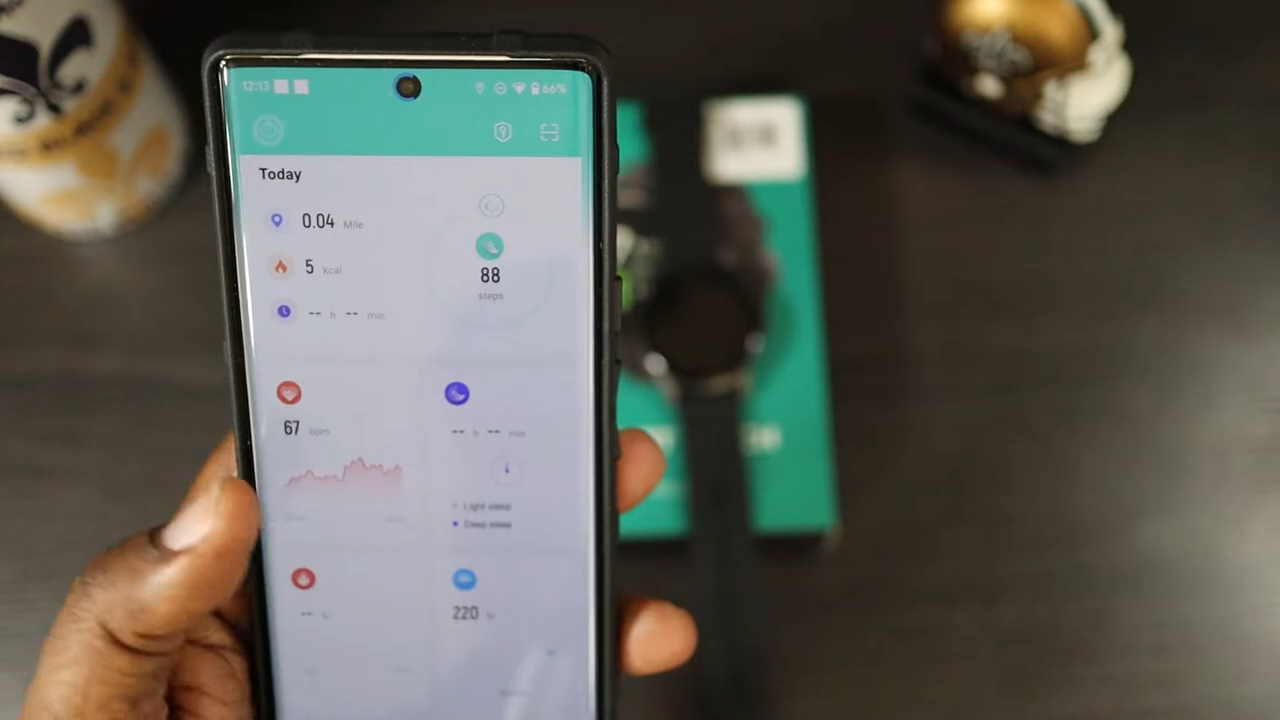 12:13
66%
Today
0.04 Mile
5 kcal
-- h -- min
88
steps
67 bpm
-- h -- min
Light sleep
Deep sleep
--
220